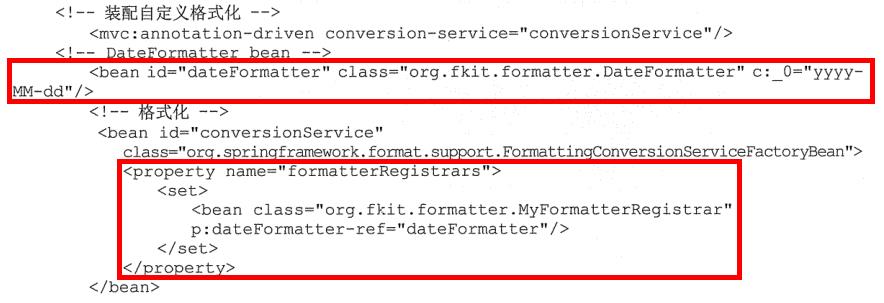 <!-- 装配自定义格式化 -->
<mvc:annotation-driven conversion-service="conversionService"/>
<!-- DateFormatter bean -->
<bean id="dateFormatter" class="org.fkit.formatter.DateFormatter" c:_0="yyyy-
MM-dd"/>
<!-- 格式化 -->
<bean id="conversionService"
class="org.springframework.format.support.FormattingConversionServiceFactoryBean">
<property name="formatterRegistrars">
<set>
<bean class="org.fkit.formatter.MyFormatterRegistrar"
p:dateFormatter-ref="dateFormatter"/>
</set>
</property>
</bean>